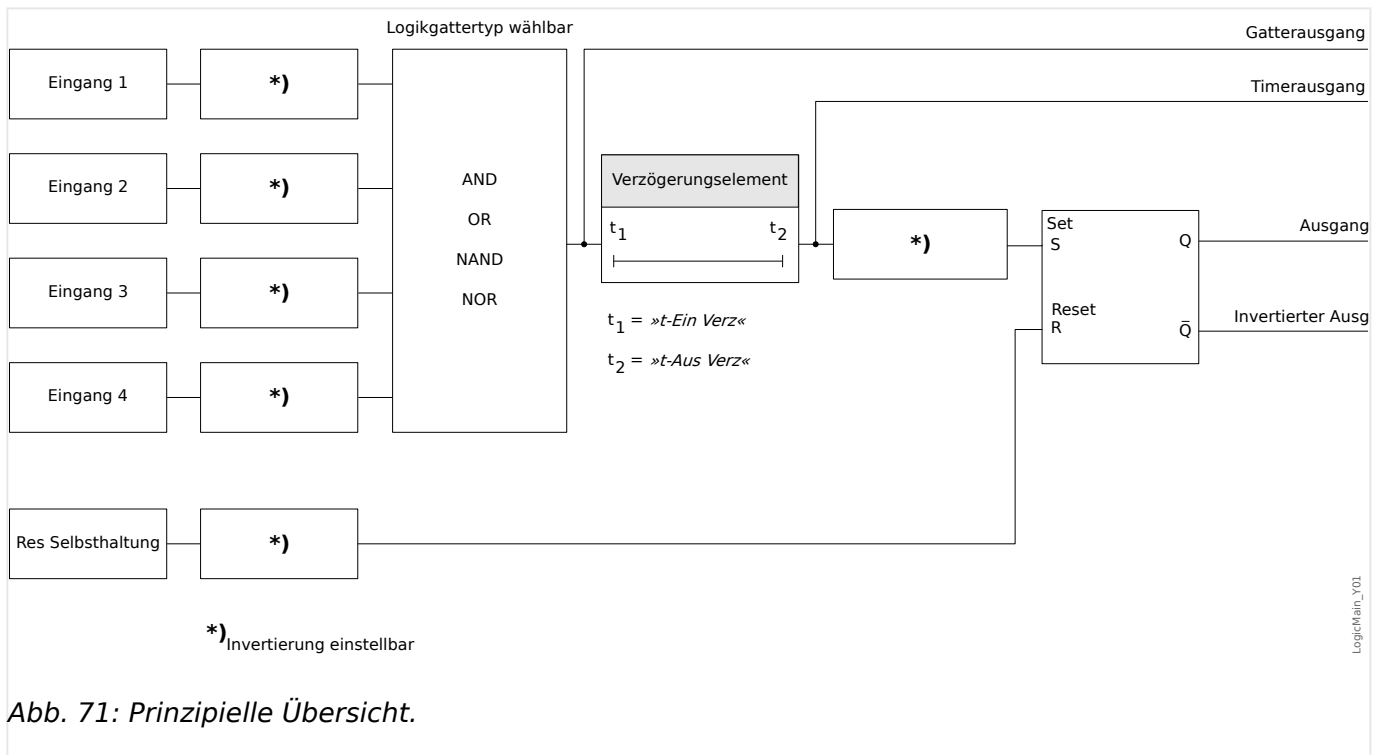 Logikgattertyp wählbar
Gatterausgang
Timerausgang
Eingang 1
*)
Eingang 2
*)
Eingang 3
*)
Eingang 4
*)
AND
OR
NAND
NOR
Verzögerungselement
t1
t2
t1 = »t-Ein Verz«
t2 = »t-Aus Verz«
*)
Set
S
Q
Reset
R
Q̅
Ausgang
Invertierter Ausg
Res Selbsthaltung
*)
*) Invertierung einstellbar
LogicMain_Y01
Abb. 71: Prinzipielle Übersicht.